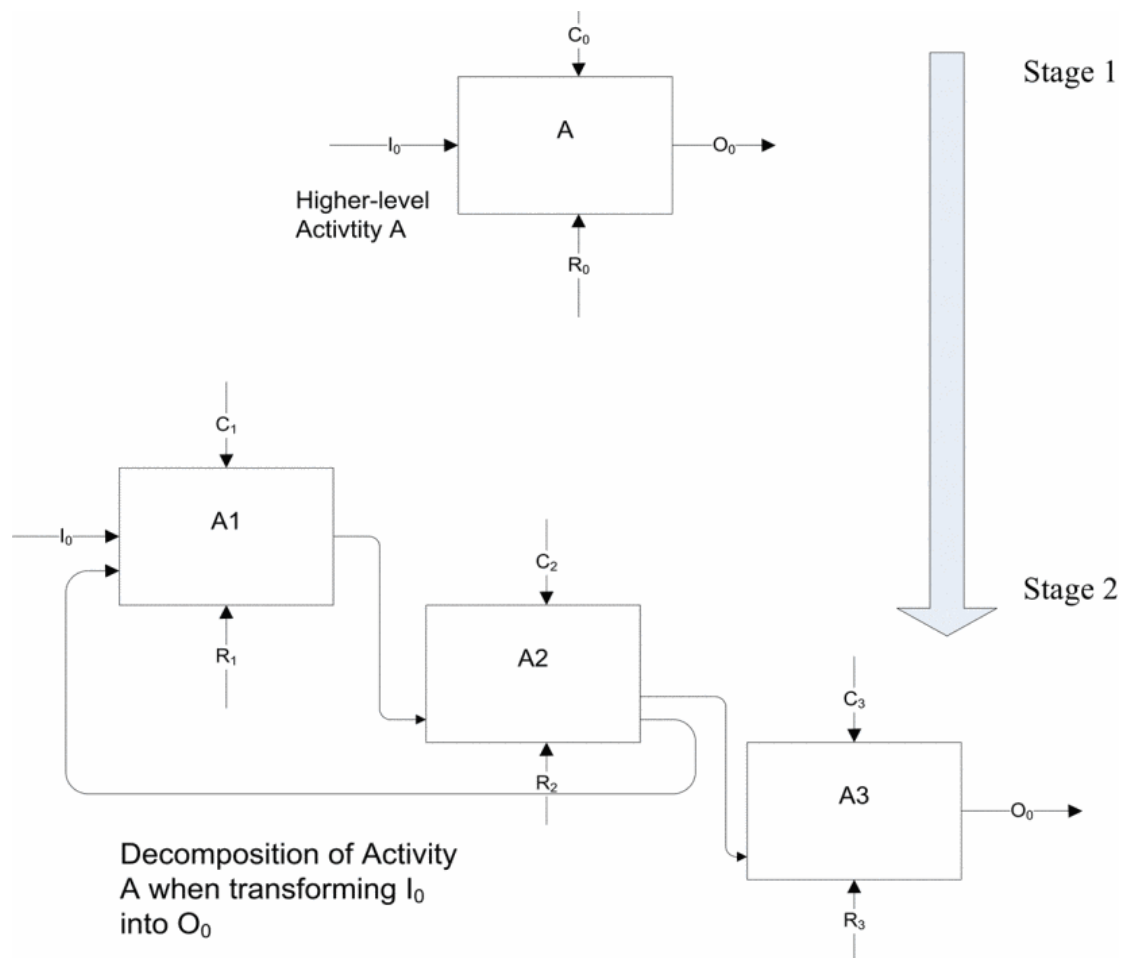 C₀
Stage 1
A
I₀
O₀
Higher-level
Activtity A
R₀
C₁
A1
I₀
C₂
Stage 2
R₁
A2
C₃
R₂
A3
O₀
Decomposition of Activity
A when transforming I₀
into O₀
R₃